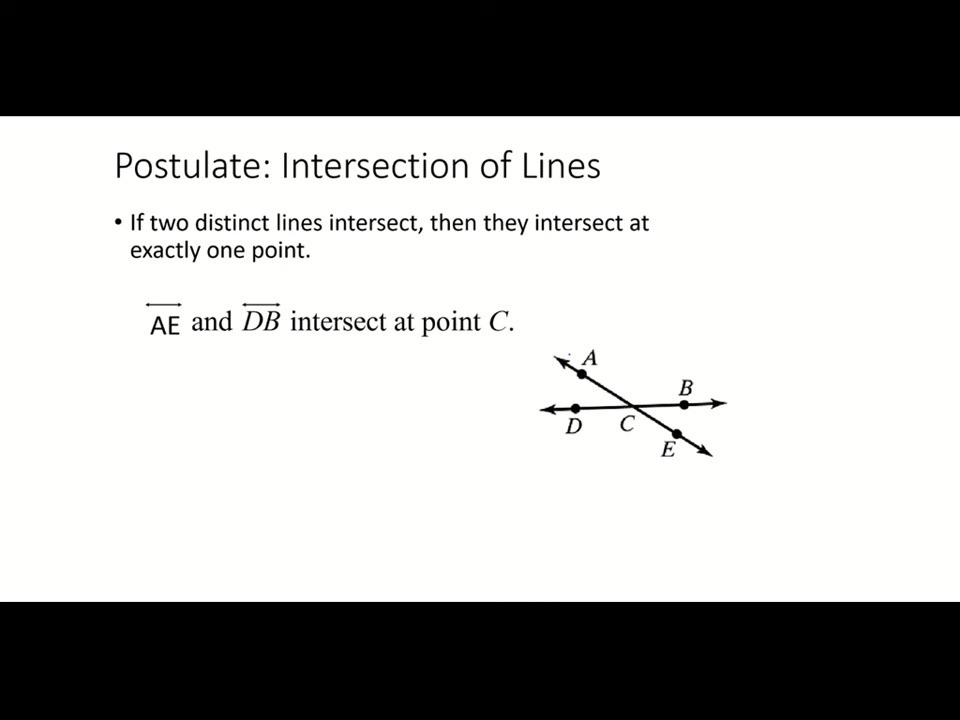 Postulate: Intersection of Lines
• If two distinct lines intersect, then they intersect at
exactly one point.
AE and DB intersect at point C.
A
B
D
C
E